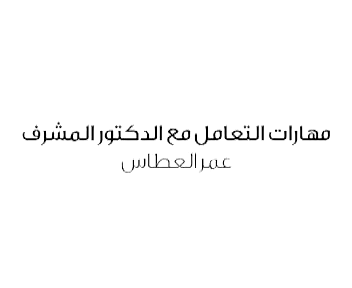 مهارات التعامل مع الدكتور المشرف
عمر العطاس